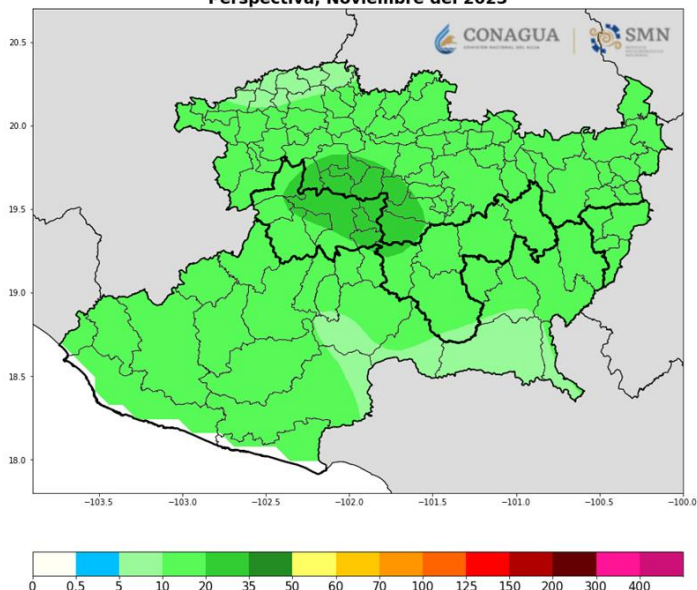 Perspectiva, Noviembre del 2023
CONAGUA
COMISIÓN NACIONAL DEL AGUA
SMN
20.5
20.0
19.5
19.0
18.5
18.0
−103.5 −103.0 −102.5 −102.0 −101.5 −101.0 −100.5 −100.0
0 0.5 5 10 20 35 50 60 70 100 125 150 200 300 400